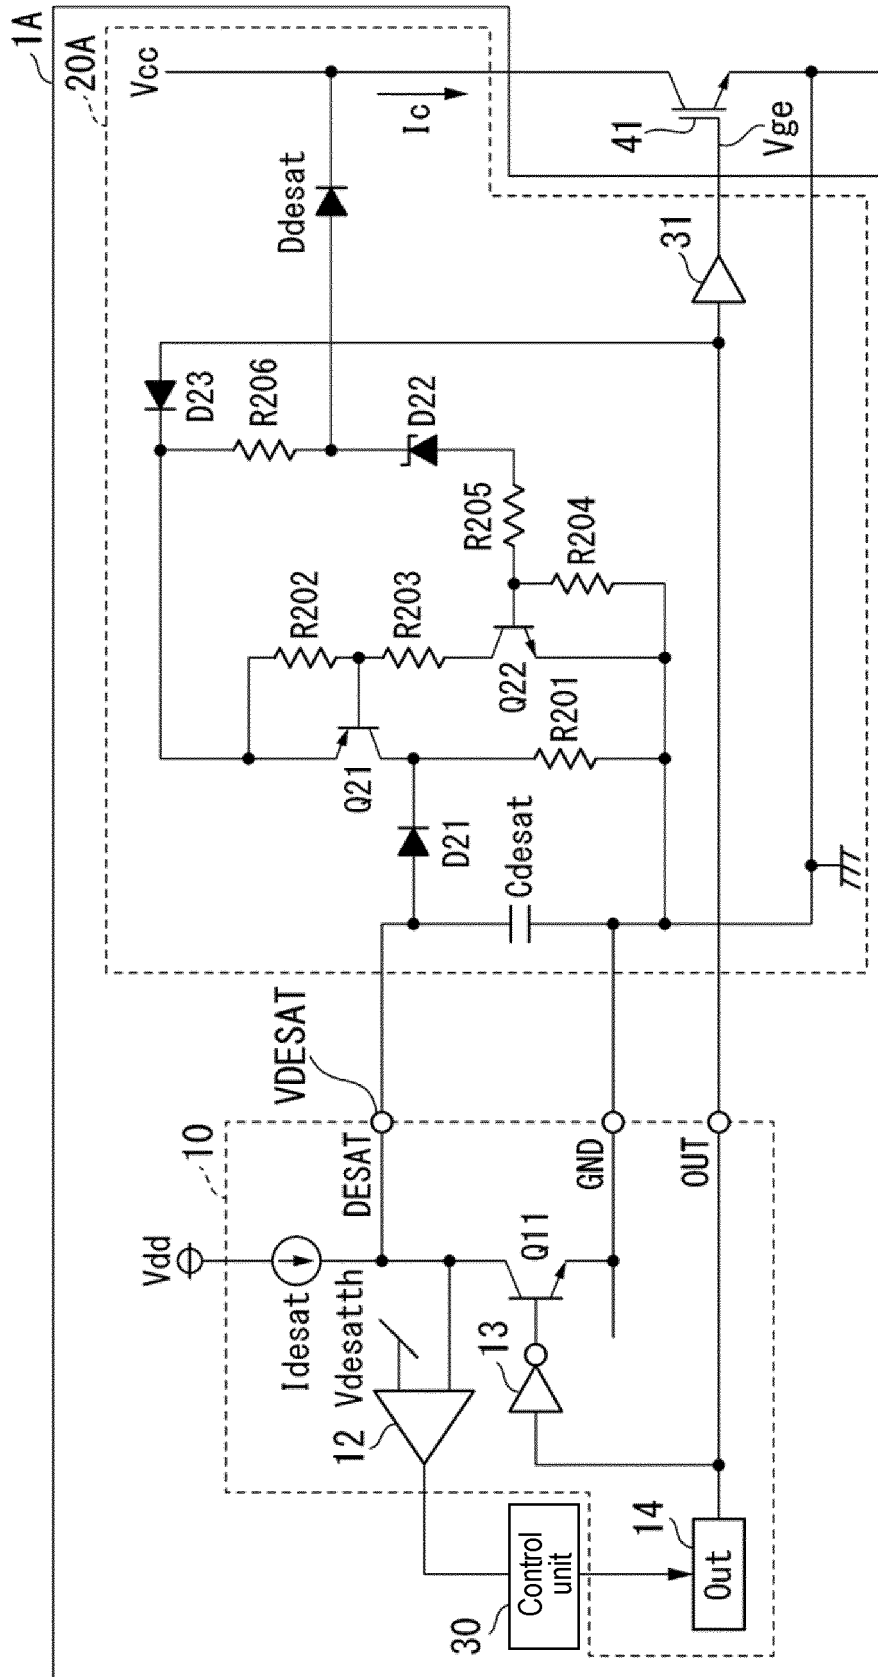 1A
20A
Vcc
Ic
41
Vge
Ddesat
31
D23
R206
D22
R205
R204
R202
R203
Q22
Q21
R201
D21
Cdesat
VDESAT
10
DESAT
GND
OUT
Vdd
Idesat
Vdesatth
Q11
13
12
14
Out
30
Control
unit